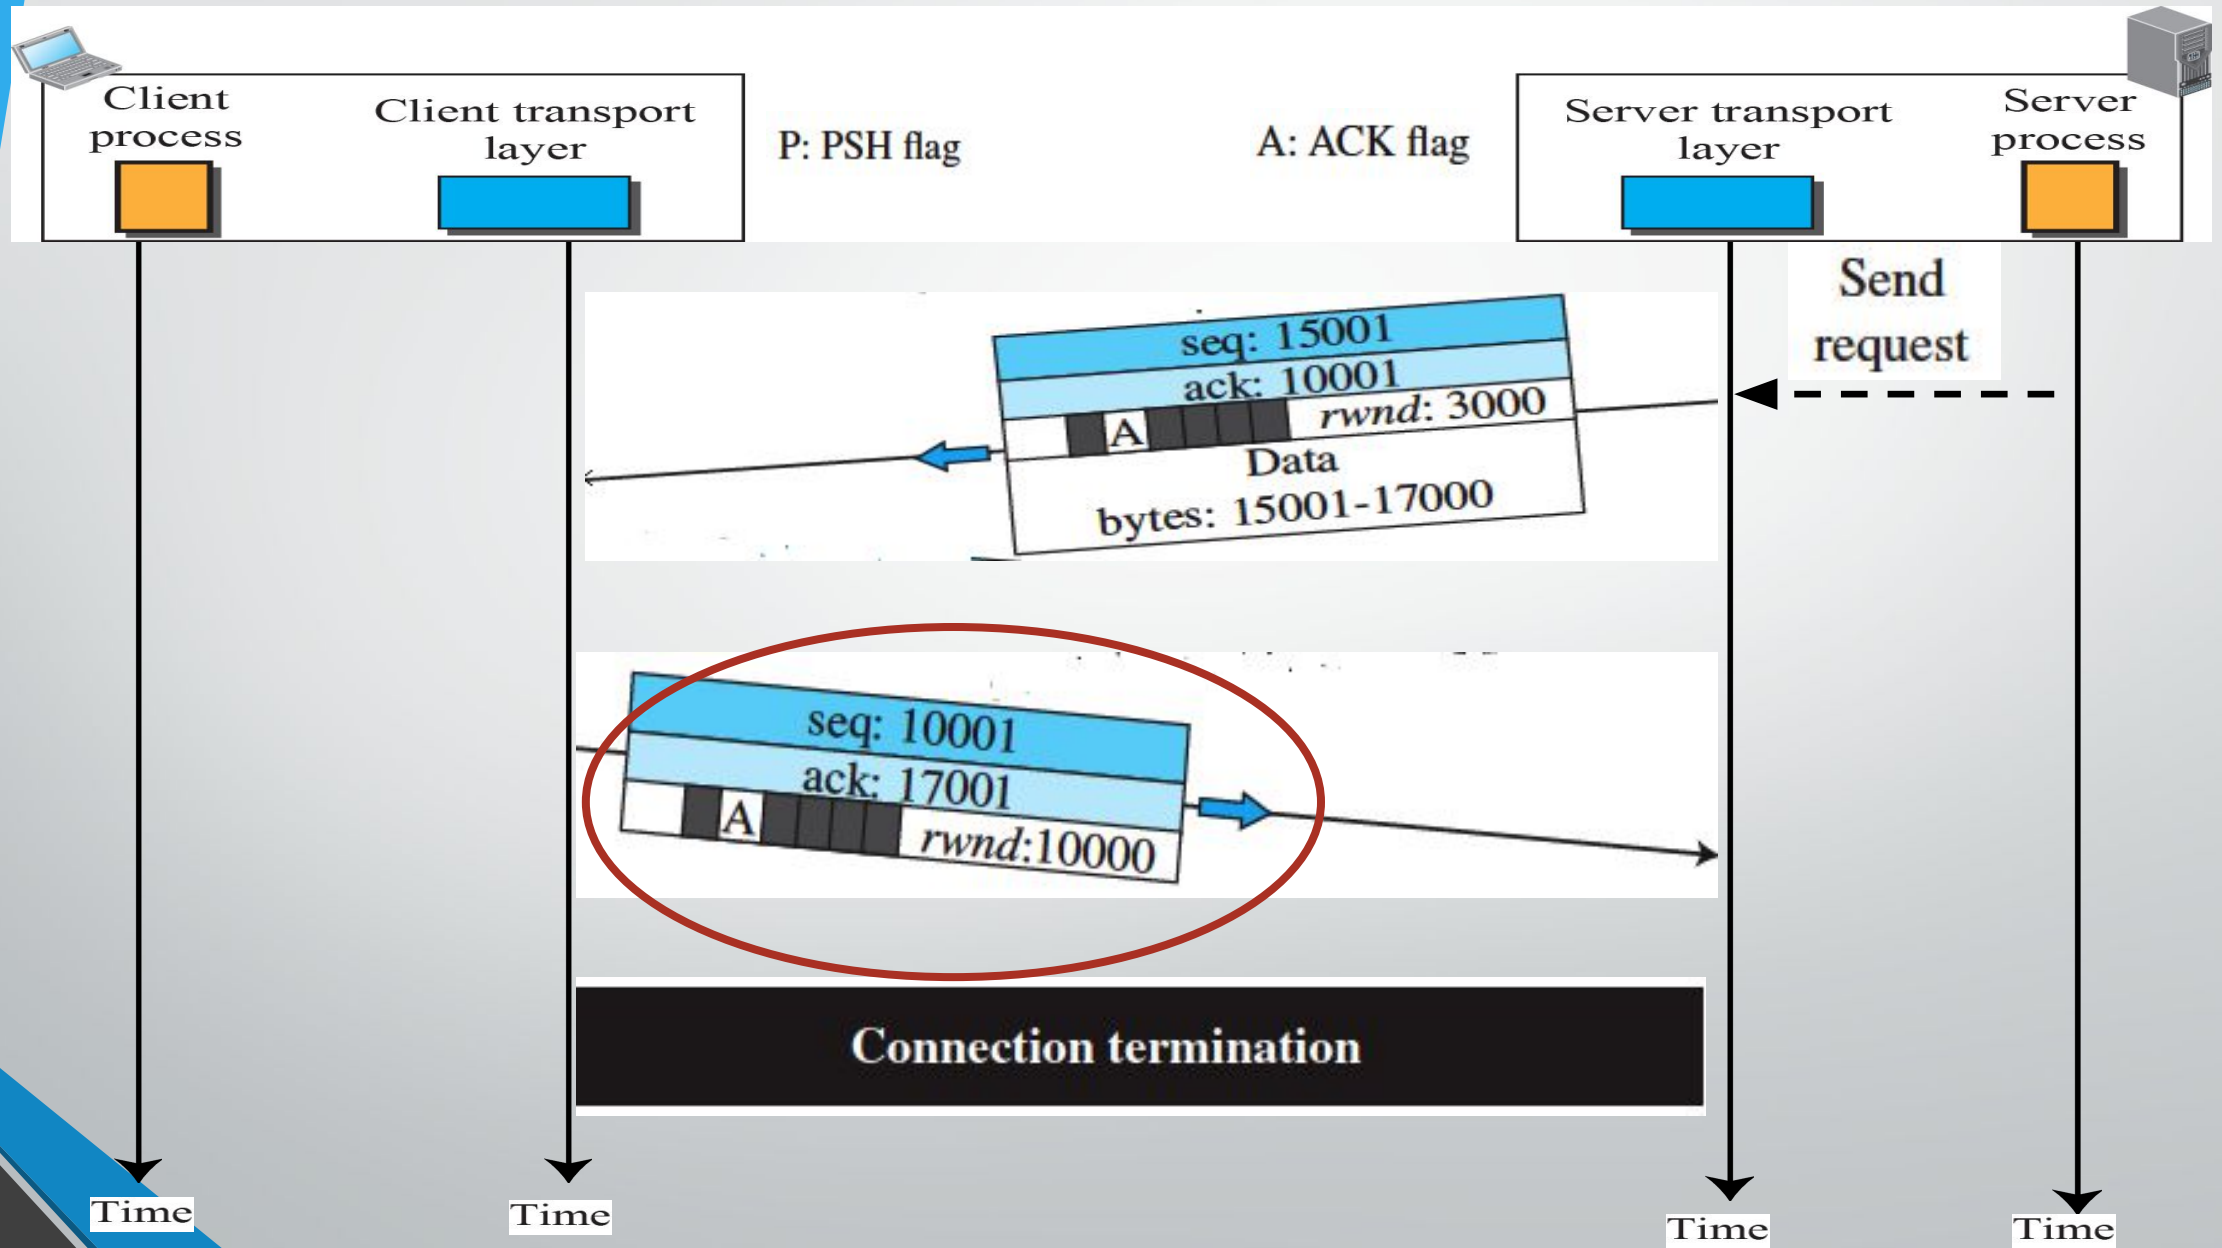 Client
process
Client transport
layer
P: PSH flag
A: ACK flag
Server transport
layer
Server
process
Send
request
seq: 15001
ack: 10001
A
rwnd: 3000
Data
bytes: 15001-17000
seq: 10001
ack: 17001
A
rwnd:10000
Connection termination
Time
Time
Time
Time